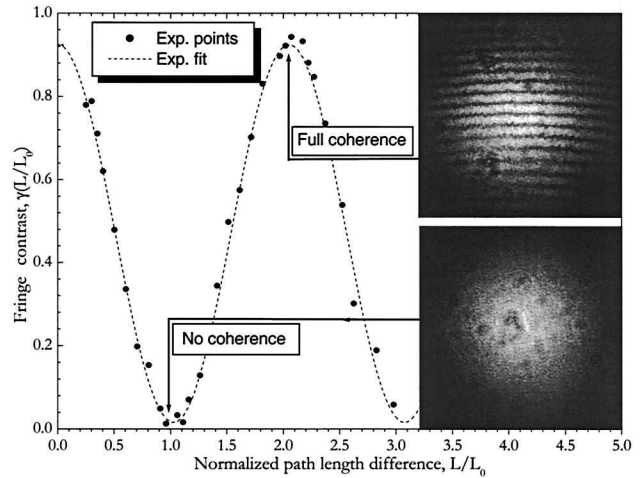 Exp. points
Exp. fit
Full coherence
No coherence
1.0
0.8
0.6
0.4
0.2
0.0
Fringe contrast, γ(L/L₀)
0.0 0.5 1.0 1.5 2.0 2.5 3.0 3.5 4.0 4.5 5.0
Normalized path length difference, L/L₀